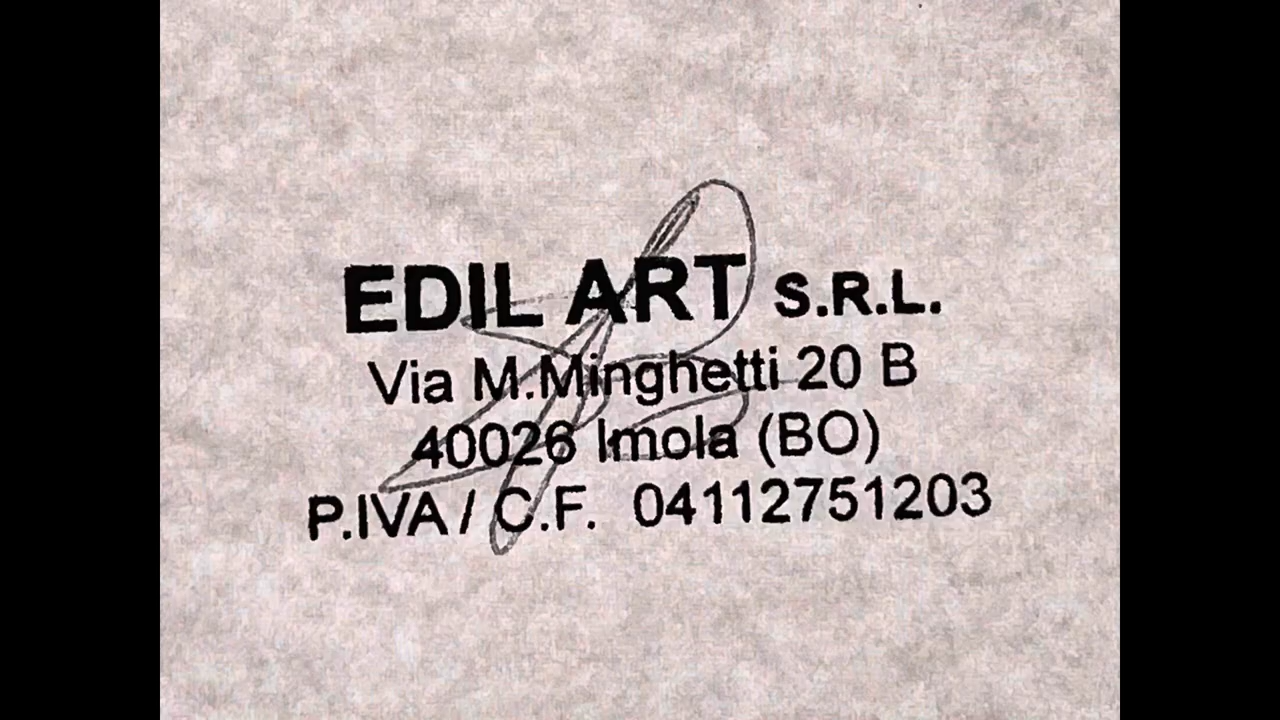 EDIL ART S.R.L.
Via M.Minghetti 20 B
40026 Imola (BO)
P.IVA / C.F. 04112751203